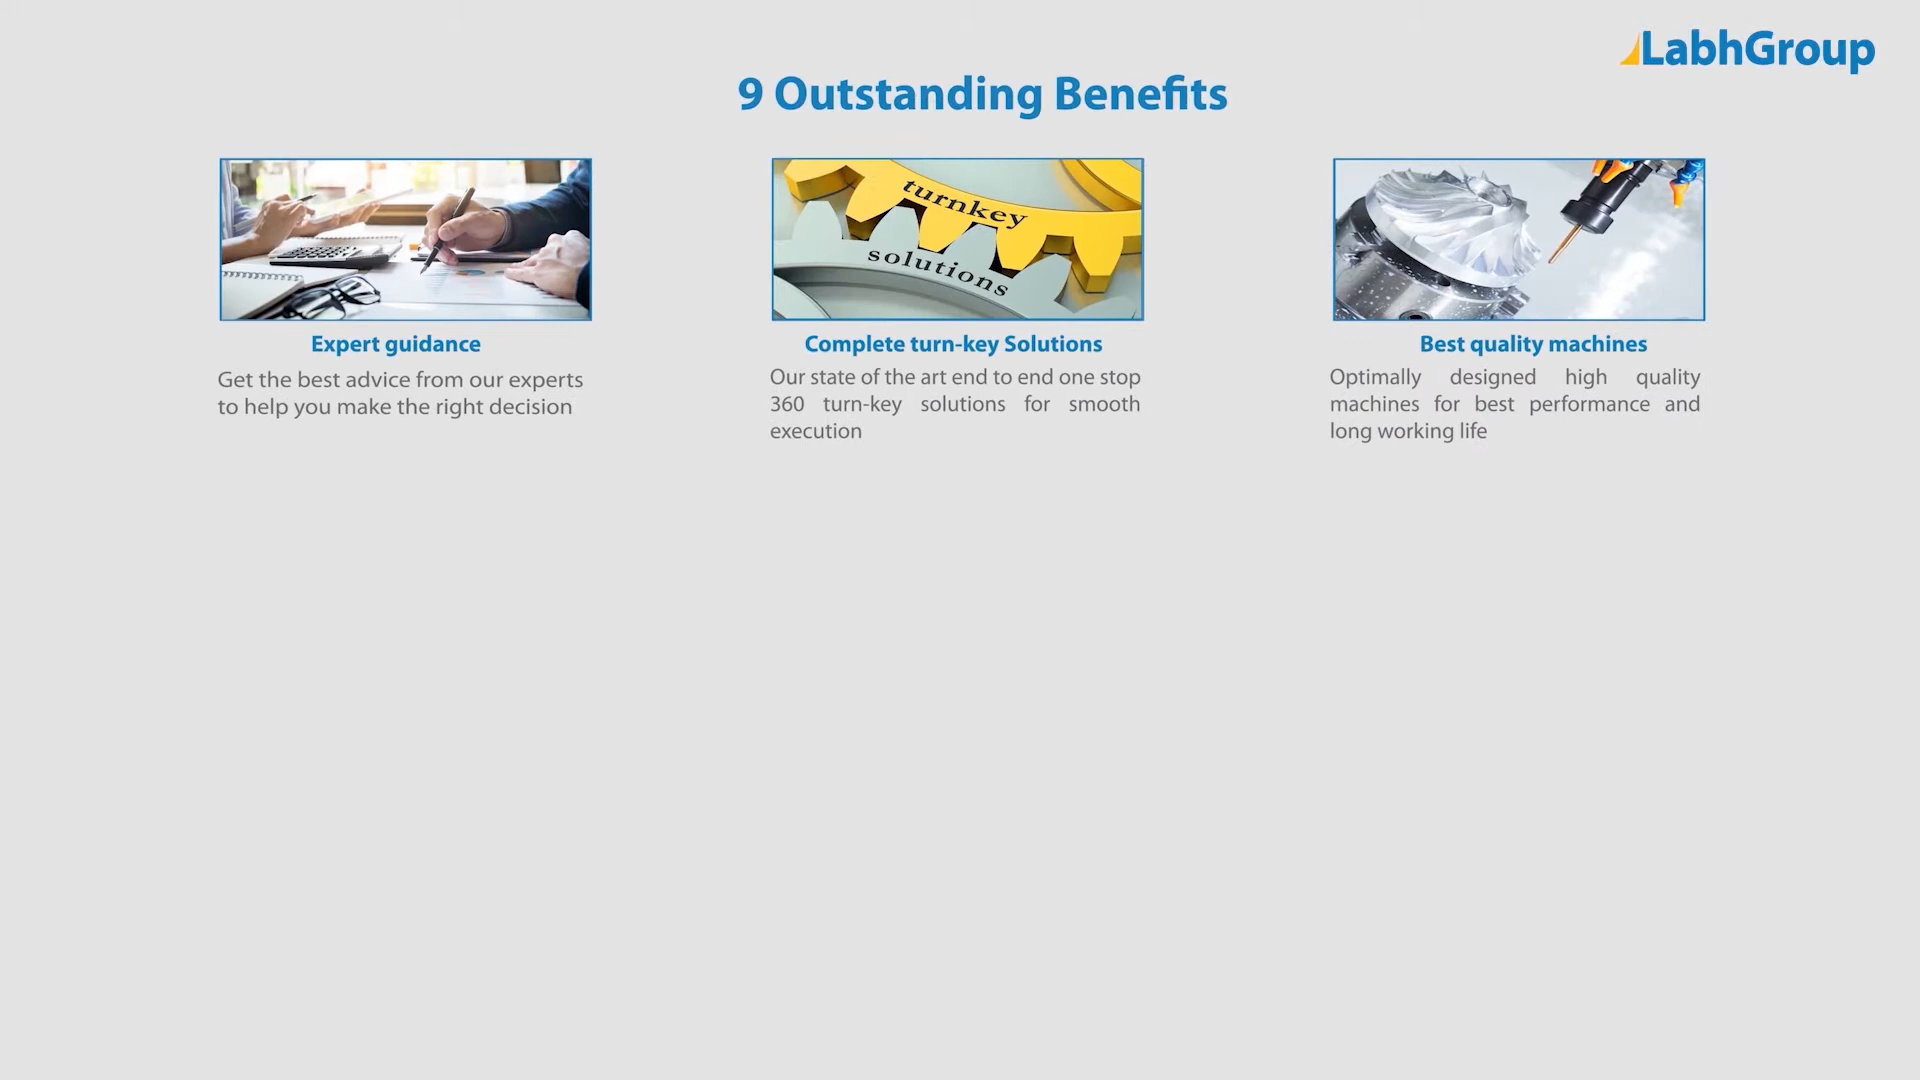 LabhGroup
9 Outstanding Benefits
turnkey
solutions
Expert guidance
Get the best advice from our experts
to help you make the right decision
Complete turn-key Solutions
Our state of the art end to end one stop
360 turn-key solutions for smooth
execution
Best quality machines
Optimally designed high quality
machines for best performance and
long working life